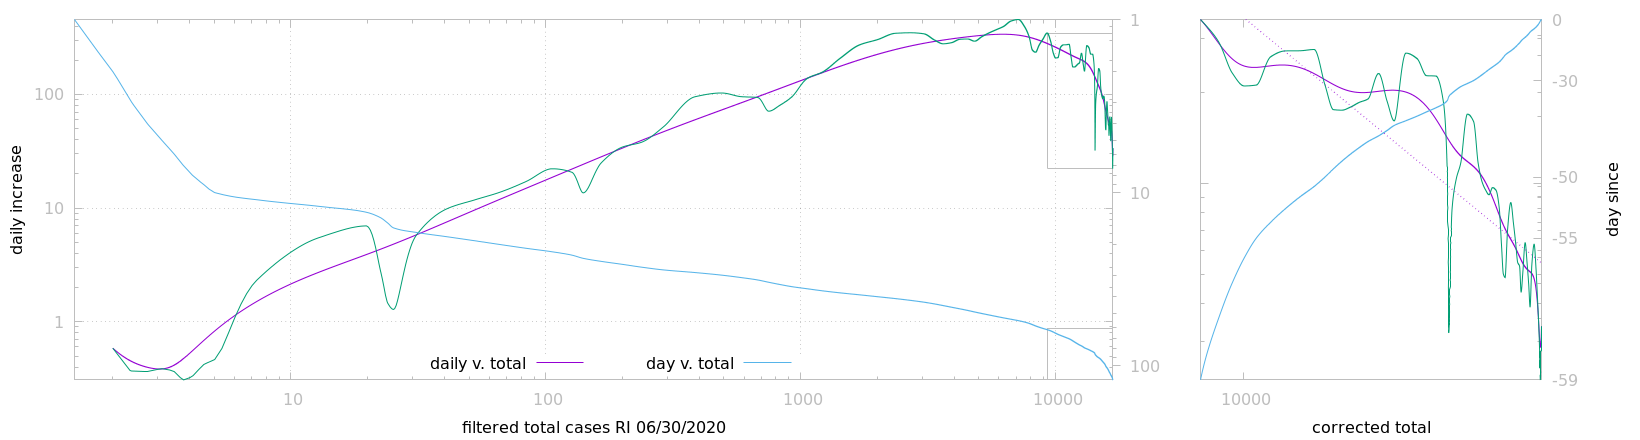 daily increase
100
10
1
10
100
1000
10000
1
10
100
daily v. total
day v. total
filtered total cases RI 06/30/2020
10000
0
-30
-50
-55
-59
day since
corrected total